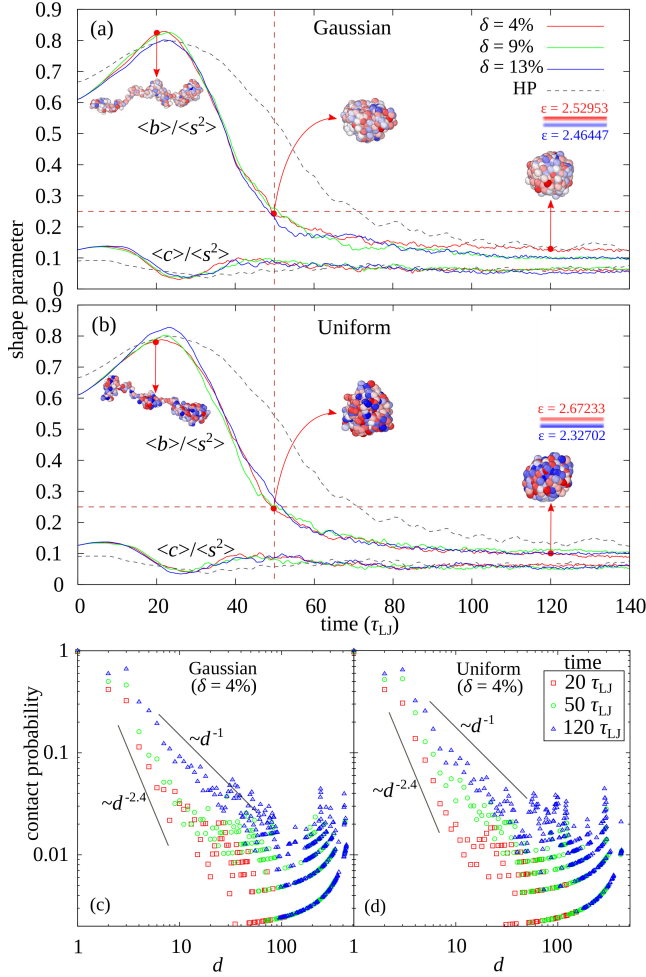 0.9
0.8
0.7
0.6
0.5
0.4
0.3
0.2
0.1
0
(a)
Gaussian
δ = 4%
δ = 9%
δ = 13%
HP
ε = 2.52953
ε = 2.46447
<b>/<s²>
<c>/<s²>
shape parameter
0.9
0.8
0.7
0.6
0.5
0.4
0.3
0.2
0.1
0
(b)
Uniform
ε = 2.67233
ε = 2.32702
<b>/<s²>
<c>/<s²>
0 20 40 60 80 100 120 140
time (τLJ)
contact probability
1
0.1
0.01
Gaussian
(δ = 4%)
~d⁻¹
~d⁻²·⁴
(c)
1 10 100
d
Uniform
(δ = 4%)
time
20 τLJ
50 τLJ
120 τLJ
~d⁻¹
~d⁻²·⁴
(d)
1 10 100
d